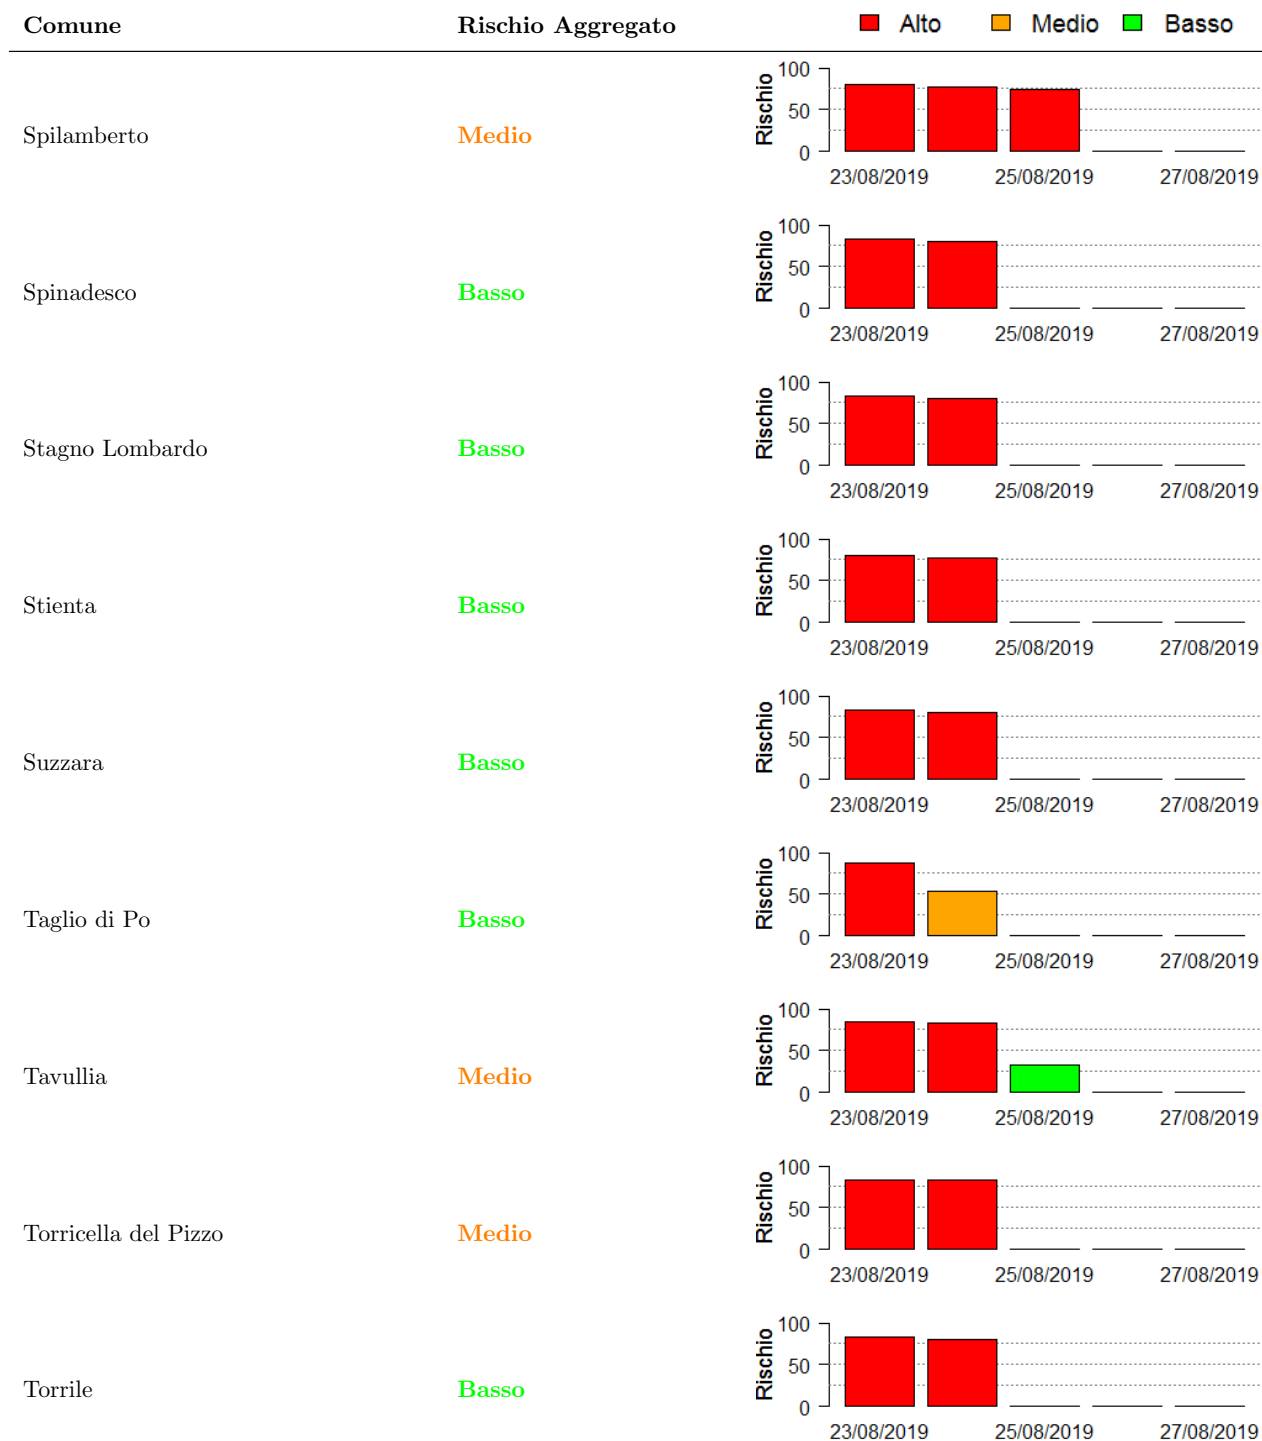 Comune Rischio Aggregato Alto Medio Basso
Spilamberto Medio
Rischio
100
50
0
23/08/2019 25/08/2019 27/08/2019
Spinadesco Basso
Rischio
100
50
0
23/08/2019 25/08/2019 27/08/2019
Stagno Lombardo Basso
Rischio
100
50
0
23/08/2019 25/08/2019 27/08/2019
Stienta Basso
Rischio
100
50
0
23/08/2019 25/08/2019 27/08/2019
Suzzara Basso
Rischio
100
50
0
23/08/2019 25/08/2019 27/08/2019
Taglio di Po Basso
Rischio
100
50
0
23/08/2019 25/08/2019 27/08/2019
Tavullia Medio
Rischio
100
50
0
23/08/2019 25/08/2019 27/08/2019
Torricella del Pizzo Medio
Rischio
100
50
0
23/08/2019 25/08/2019 27/08/2019
Torrile Basso
Rischio
100
50
0
23/08/2019 25/08/2019 27/08/2019